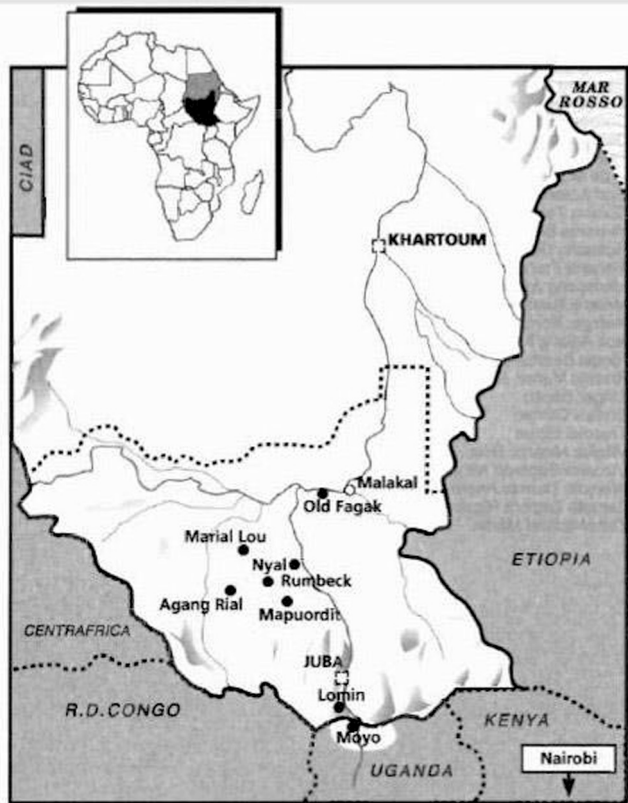 MAR
ROSSO
CIAD
KHARTOUM
Malakal
Old Fagak
Marial Lou
Nyal
Rumbeck
Agang Rial
Mapuordit
ETIOPIA
CENTRAFRICA
JUBA
Lomin
R.D.CONGO
KENYA
Moyo
Nairobi
UGANDA